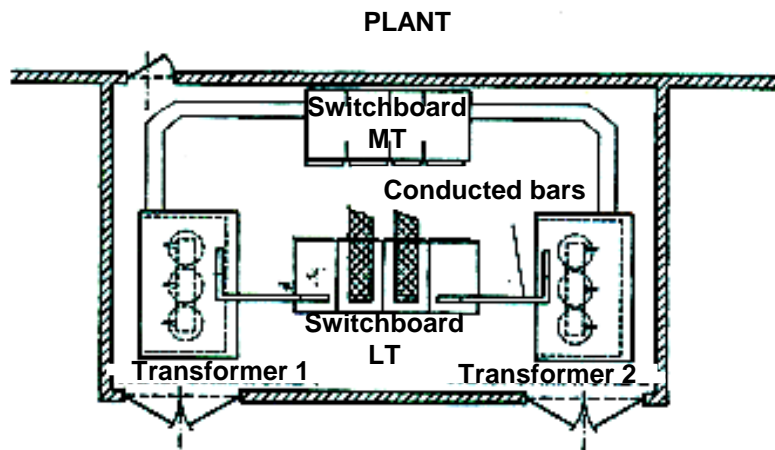 PLANT
Switchboard
MT
Conducted bars
Switchboard
LT
Transformer 1
Transformer 2